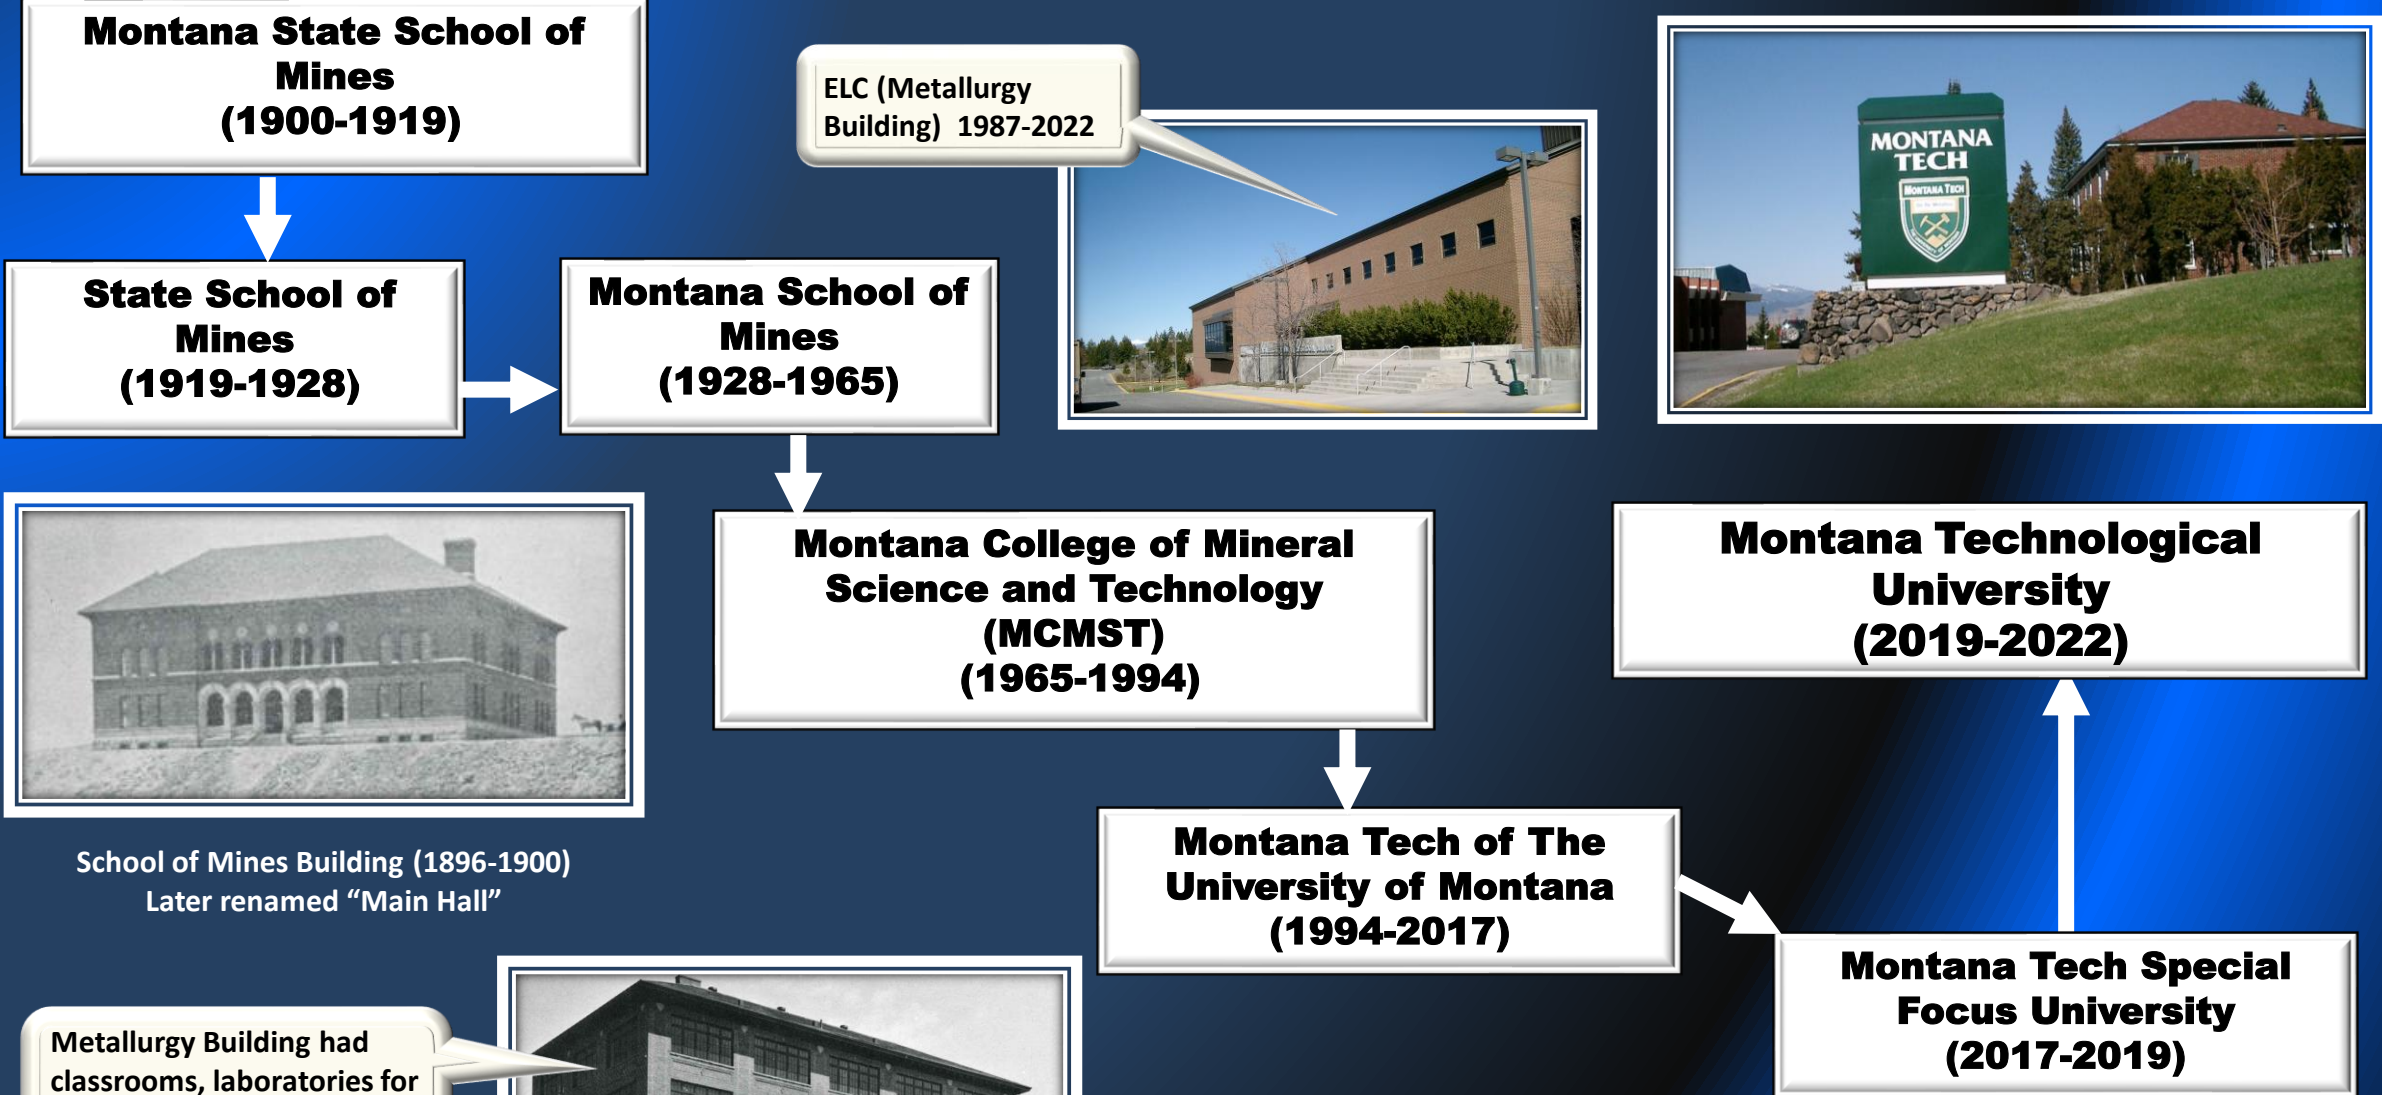 Montana State School of
Mines
(1900-1919)
ELC (Metallurgy
Building) 1987-2022
MONTANA
TECH
MONTANA TECH
State School of
Mines
(1919-1928)
Montana School of
Mines
(1928-1965)
Montana College of Mineral
Science and Technology
(MCMST)
(1965-1994)
Montana Technological
University
(2019-2022)
School of Mines Building (1896-1900)
Later renamed “Main Hall”
Montana Tech of The
University of Montana
(1994-2017)
Montana Tech Special
Focus University
(2017-2019)
Metallurgy Building had
classrooms, laboratories for